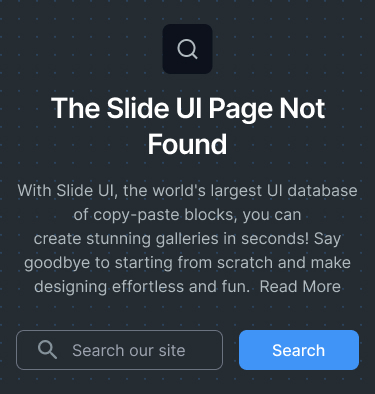 The Slide UI Page Not
Found
With Slide UI, the world's largest UI database
of copy-paste blocks, you can
create stunning galleries in seconds! Say
goodbye to starting from scratch and make
designing effortless and fun.  Read More
Search our site
Search